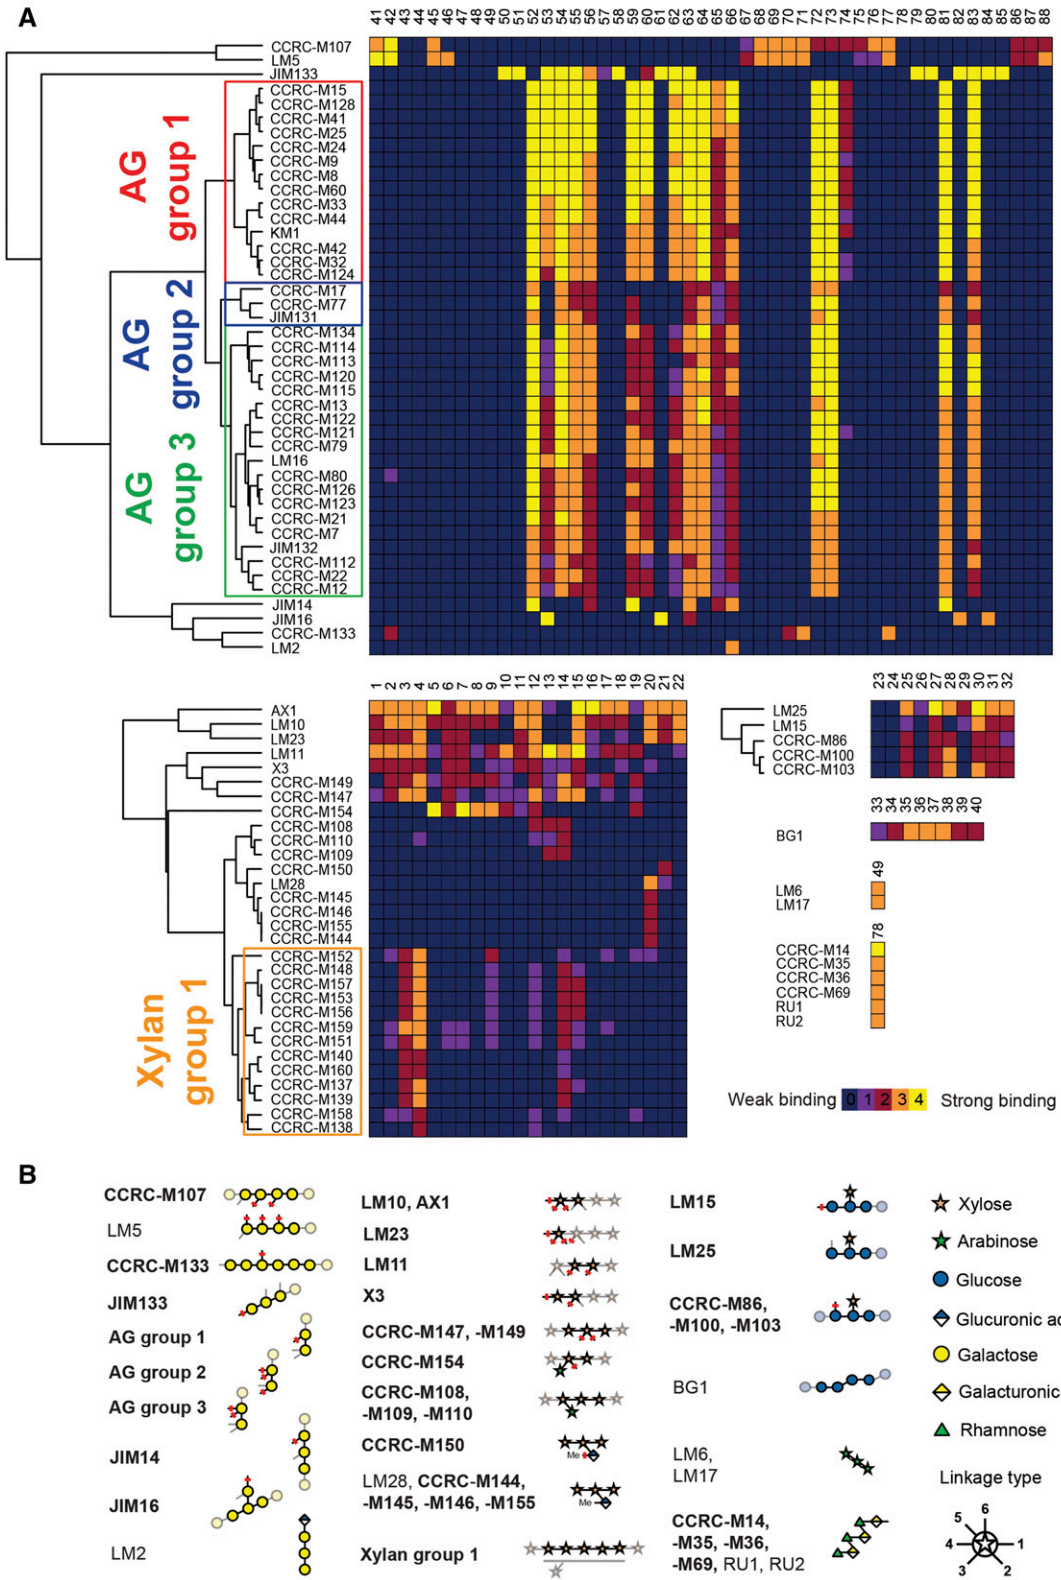 A
41 42 43 44 45 46 47 48 49 50 51 52 53 54 55 56 57 58 59 60 61 62 63 64 65 66 67 68 69 70 71 72 73 74 75 76 77 78 79 80 81 82 83 84 85 86 87 88
CCRC-M107
LM5
JIM133
AG group 1
CCRC-M15
CCRC-M128
CCRC-M41
CCRC-M25
CCRC-M24
CCRC-M9
CCRC-M8
CCRC-M60
CCRC-M33
CCRC-M44
KM1
CCRC-M42
CCRC-M32
CCRC-M124
AG group 2
CCRC-M17
CCRC-M77
JIM131
AG group 3
CCRC-M134
CCRC-M114
CCRC-M113
CCRC-M120
CCRC-M115
CCRC-M13
CCRC-M122
CCRC-M121
CCRC-M79
LM16
CCRC-M80
CCRC-M126
CCRC-M123
CCRC-M21
CCRC-M7
JIM132
CCRC-M112
CCRC-M22
CCRC-M12
JIM14
JIM16
CCRC-M133
LM2
1 2 3 4 5 6 7 8 9 10 11 12 13 14 15 16 17 18 19 20 21 22
AX1
LM10
LM23
LM11
X3
CCRC-M149
CCRC-M147
CCRC-M154
CCRC-M108
CCRC-M110
CCRC-M109
CCRC-M150
LM28
CCRC-M145
CCRC-M146
CCRC-M155
CCRC-M144
Xylan group 1
CCRC-M152
CCRC-M148
CCRC-M157
CCRC-M153
CCRC-M156
CCRC-M159
CCRC-M151
CCRC-M140
CCRC-M160
CCRC-M137
CCRC-M139
CCRC-M158
CCRC-M138
23 24 25 26 27 28 29 30 31 32
LM25
LM15
CCRC-M86
CCRC-M100
CCRC-M103
33 34 35 36 37 38 39 40
BG1
49
LM6
LM17
78
CCRC-M14
CCRC-M35
CCRC-M36
CCRC-M69
RU1
RU2
Weak binding 0 1 2 3 4 Strong binding
B
CCRC-M107
LM5
CCRC-M133
JIM133
AG group 1
AG group 2
AG group 3
JIM14
JIM16
LM2
LM10, AX1
LM23
LM11
X3
CCRC-M147, -M149
CCRC-M154
CCRC-M108,
-M109, -M110
CCRC-M150
Me
LM28, CCRC-M144,
-M145, -M146, -M155
Me
Xylan group 1
LM15
LM25
CCRC-M86,
-M100, -M103
BG1
LM6,
LM17
CCRC-M14,
-M35, -M36,
-M69, RU1, RU2
Xylose
Arabinose
Glucose
Glucuronic ac
Galactose
Galacturonic
Rhamnose
Linkage type
6
5
4 1
3 2